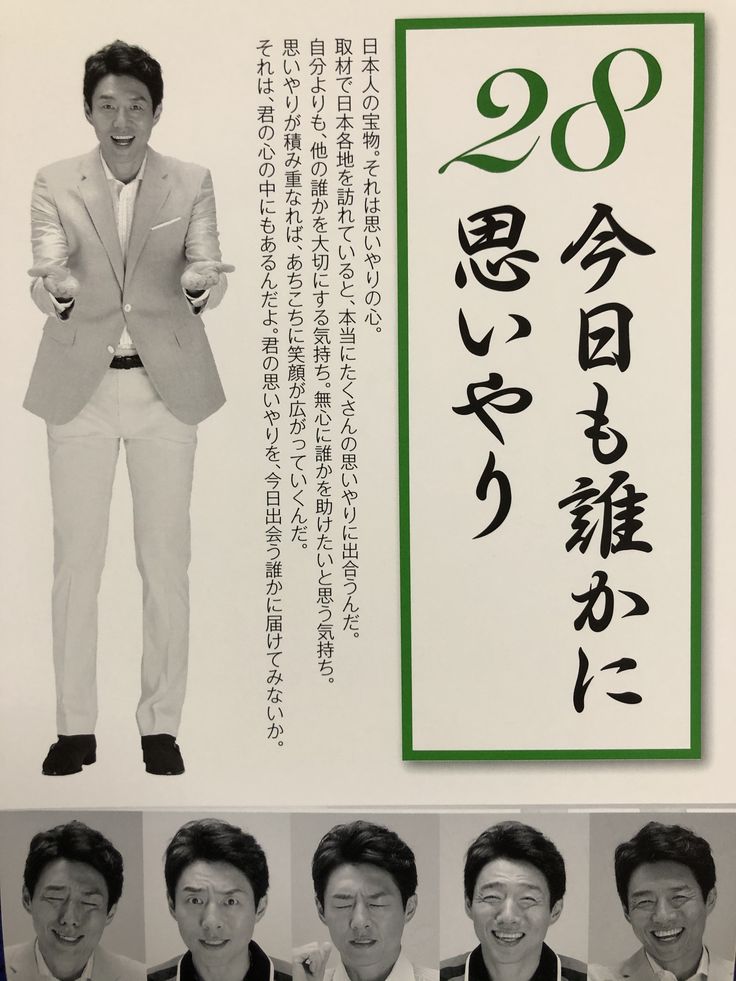 28
今日も誰かに
思いやり
日本人の宝物。それは思いやりの心。
取材で日本各地を訪れていると、本当にたくさんの思いやりに出合うんだ。
自分よりも、他の誰かを大切にする気持ち。無心に誰かを助けたいと思う気持ち。
思いやりが積み重なれば、あちこちに笑顔が広がっていくんだ。
それは、君の心の中にもあるんだよ。君の思いやりを、今日出会う誰かに届けてみないか。